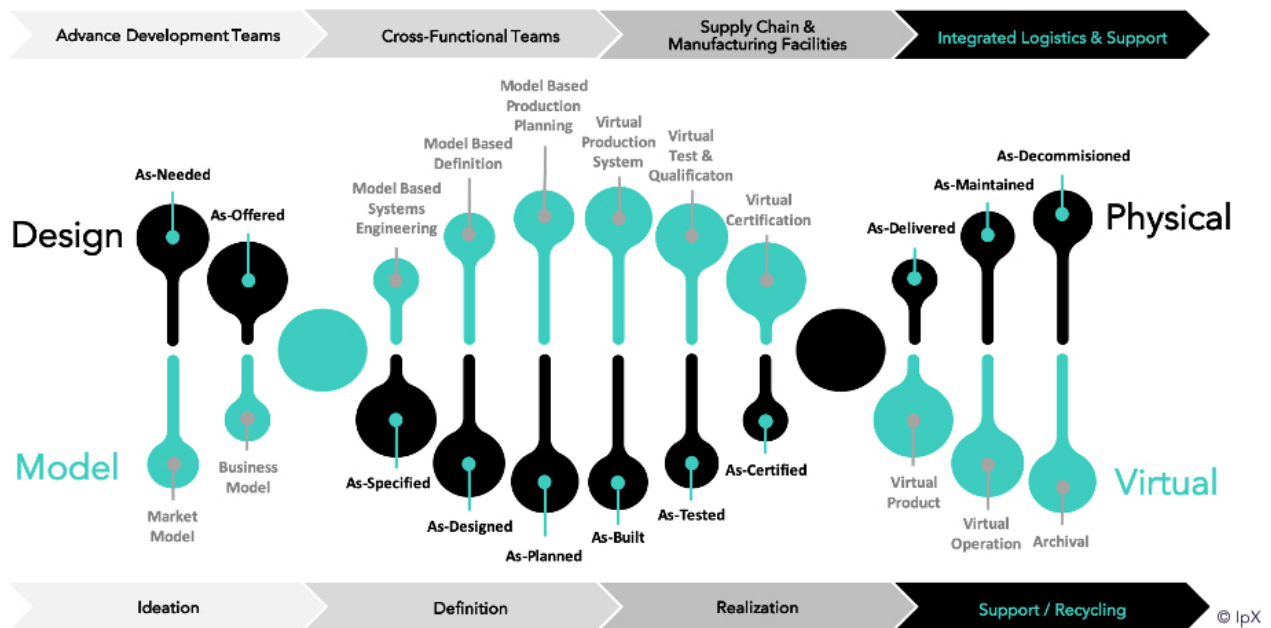 Advance Development Teams
Cross-Functional Teams
Supply Chain &
Manufacturing Facilities
Integrated Logistics & Support
Model Based
Production
Planning
Virtual
Production
System
Virtual
Test &
Qualificaton
Model Based
Definition
Model Based
Systems
Engineering
Virtual
Certification
As-Needed
As-Offered
As-Decommisioned
As-Maintained
As-Delivered
Design
Physical
Model
Virtual
Market
Model
Business
Model
As-Specified
As-Designed
As-Planned
As-Built
As-Tested
As-Certified
Virtual
Product
Virtual
Operation
Archival
Ideation
Definition
Realization
Support / Recycling
© IpX